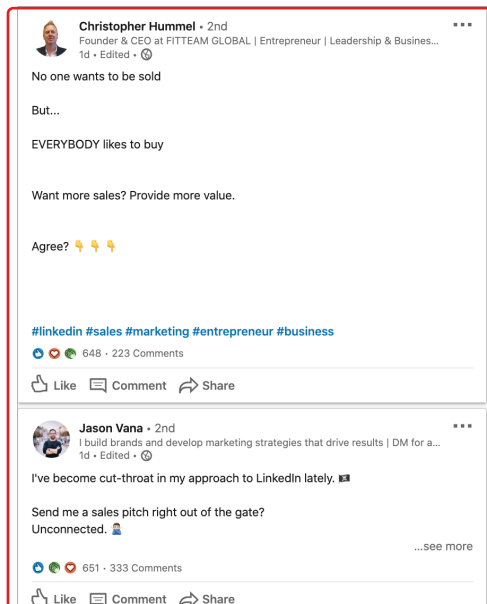 Christopher Hummel • 2nd
Founder & CEO at FITTEAM GLOBAL | Entrepreneur | Leadership & Busines...
1d • Edited •
No one wants to be sold
But...
EVERYBODY likes to buy
Want more sales? Provide more value.
Agree? 👇 👇 👇
#linkedin #sales #marketing #entrepreneur #business
648 · 223 Comments
Like Comment Share
Jason Vana • 2nd
I build brands and develop marketing strategies that drive results | DM for a...
1d • Edited •
I've become cut-throat in my approach to LinkedIn lately. 🏴‍☠️
Send me a sales pitch right out of the gate?
Unconnected. 🙅🏻‍♂️
...see more
651 · 333 Comments
Like Comment Share